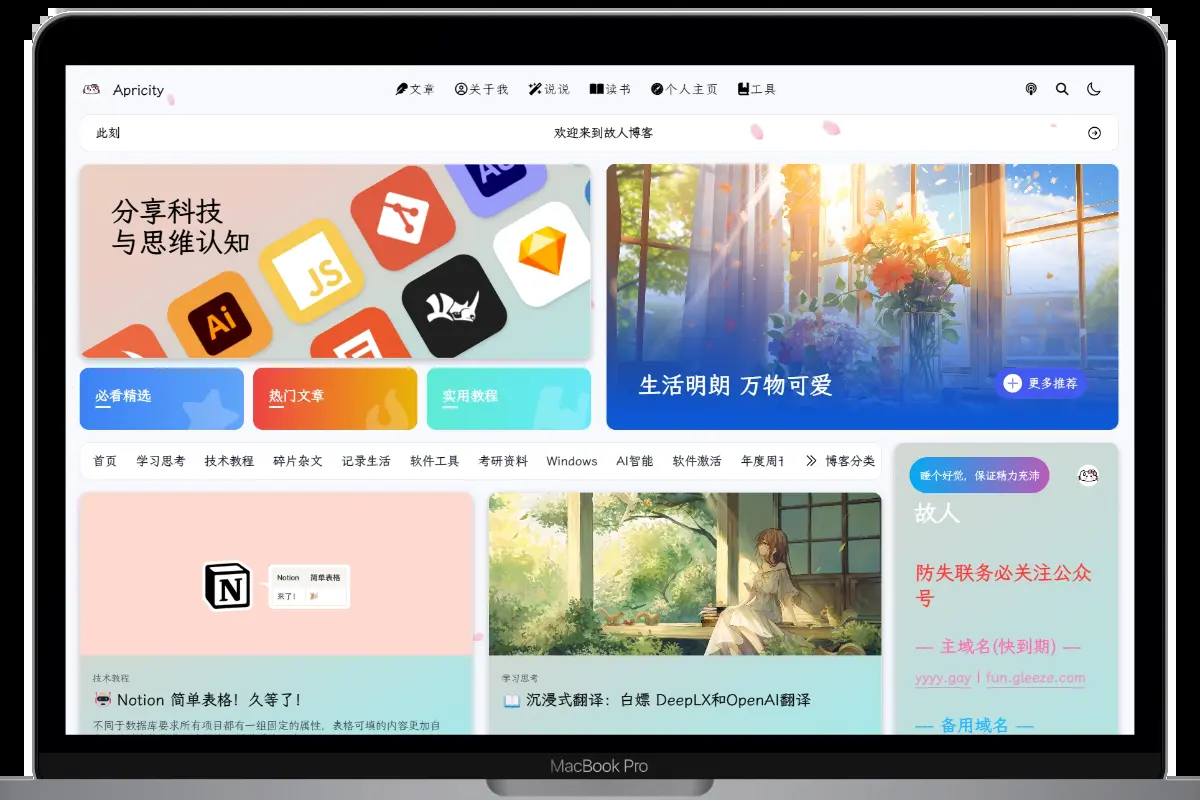 Apricity
文章
关于我
说说
读书
个人主页
工具
此刻
欢迎来到故人博客
分享科技
与思维认知
Ae
JS
Ai
生活明朗 万物可爱
更多推荐
必看精选
热门文章
实用教程
首页
学习思考
技术教程
碎片杂文
记录生活
软件工具
考研资料
Windows
AI智能
软件激活
年度周刊
博客分类
睡个好觉，保证精力充沛
故人
防失联务必关注公众
号
— 主域名(快到期) —
yyyy.gay | fun.gleeze.com
— 备用域名 —
N
Notion 简单表格
来了！
技术教程
Notion 简单表格！久等了！
不同于数据库要求所有项目都有一组固定的属性，表格可填的内容更加自
学习思考
沉浸式翻译：白嫖 DeepLX和OpenAI翻译
MacBook Pro